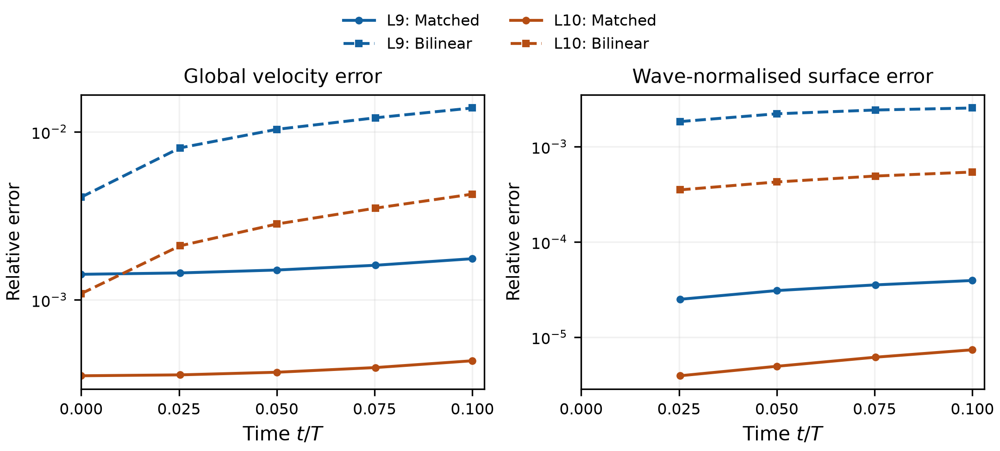 L9: Matched
L9: Bilinear
L10: Matched
L10: Bilinear
Global velocity error
Relative error
10⁻²
10⁻³
0.000 0.025 0.050 0.075 0.100
Time t/T
Wave-normalised surface error
Relative error
10⁻³
10⁻⁴
10⁻⁵
0.000 0.025 0.050 0.075 0.100
Time t/T